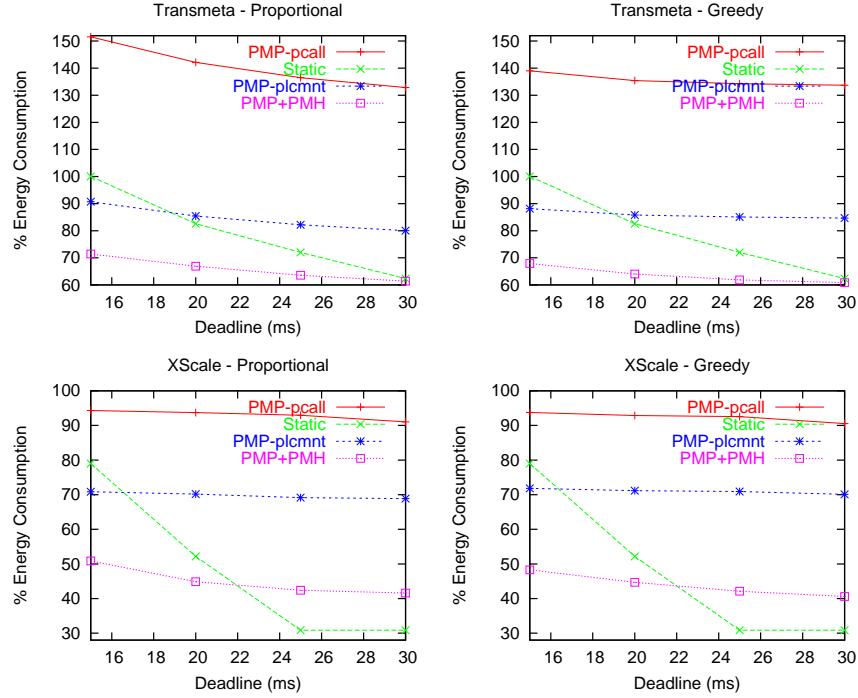 Transmeta - Proportional
150
140
130
120
110
100
90
80
70
60
% Energy Consumption
PMP-pcall
Static
PMP-plcmnt
PMP+PMH
16 18 20 22 24 26 28 30
Deadline (ms)
Transmeta - Greedy
150
140
130
120
110
100
90
80
70
60
% Energy Consumption
PMP-pcall
Static
PMP-plcmnt
PMP+PMH
16 18 20 22 24 26 28 30
Deadline (ms)
XScale - Proportional
100
90
80
70
60
50
40
30
% Energy Consumption
PMP-pcall
Static
PMP-plcmnt
PMP+PMH
16 18 20 22 24 26 28 30
Deadline (ms)
XScale - Greedy
100
90
80
70
60
50
40
30
% Energy Consumption
PMP-pcall
Static
PMP-plcmnt
PMP+PMH
16 18 20 22 24 26 28 30
Deadline (ms)